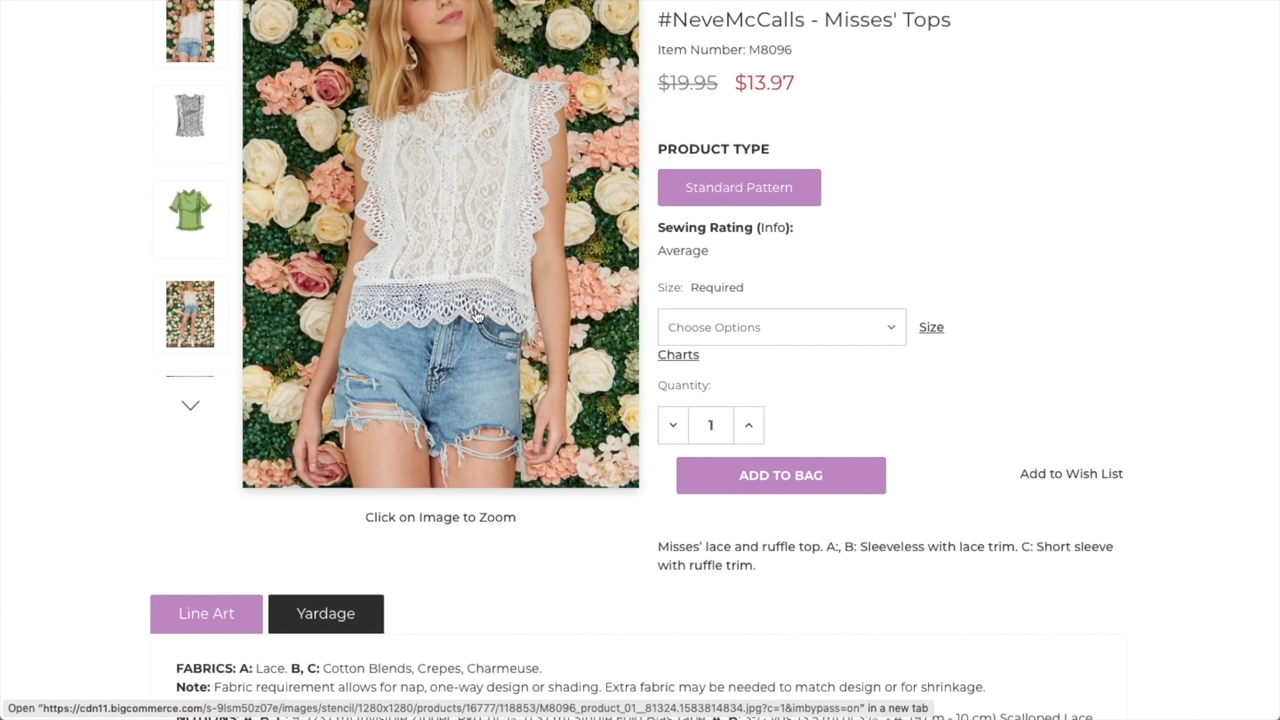 #NeveMcCalls - Misses' Tops
Item Number: M8096
$19.95 $13.97
PRODUCT TYPE
Standard Pattern
Sewing Rating (Info):
Average
Size: Required
Choose Options
Size
Charts
Quantity:
1
ADD TO BAG
Add to Wish List
Click on Image to Zoom
Misses’ lace and ruffle top. A:, B: Sleeveless with lace trim. C: Short sleeve
with ruffle trim.
Line Art
Yardage
FABRICS: A: Lace. B, C: Cotton Blends, Crepes, Charmeuse.
Note: Fabric requirement allows for nap, one-way design or shading. Extra fabric may be needed to match design or for shrinkage.
Open “https://cdn11.bigcommerce.com/s-9lsm50z07e/images/stencil/1280x1280/products/16777/118853/M8096_product_01__81324.1583814834.jpg?c=1&imbypass=on” in a new tab
Scalloped Lace